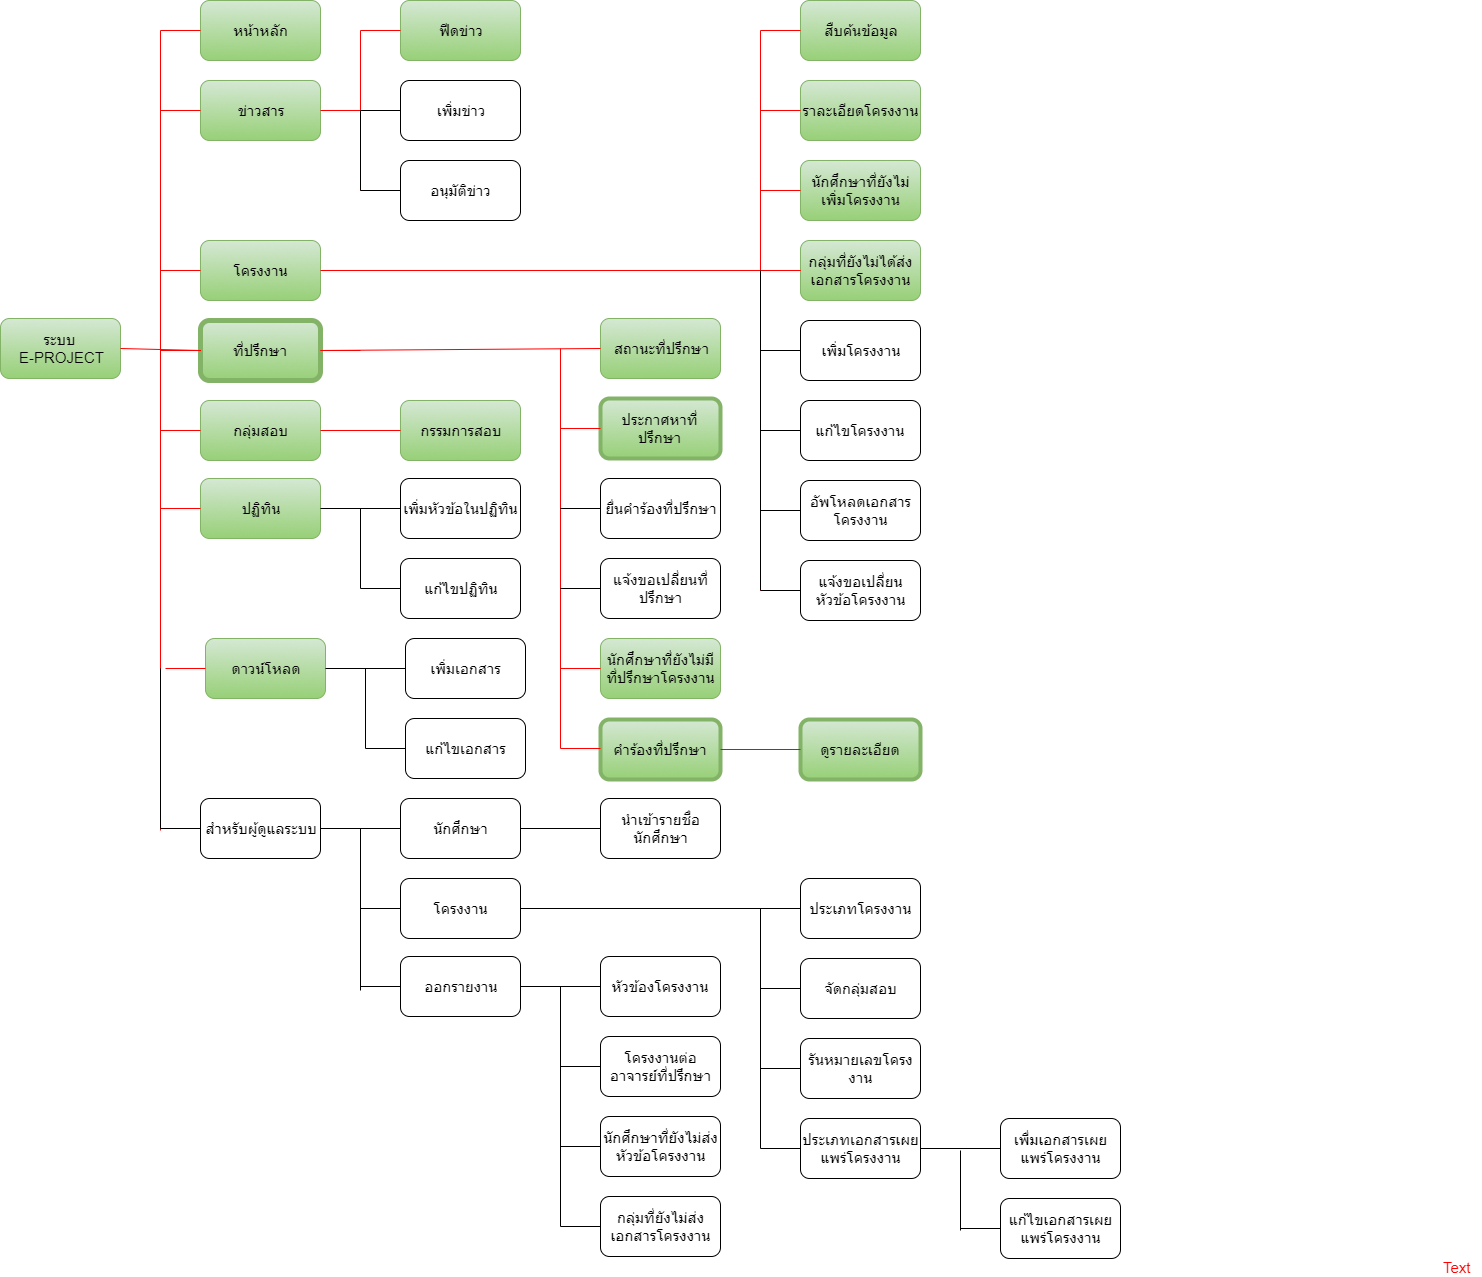 หน้าหลัก
ฟีดข่าว
สืบค้นข้อมูล
ข่าวสาร
เพิ่มข่าว
ราละเอียดโครงงาน
อนุมัติข่าว
นักศึกษาที่ยังไม่
เพิ่มโครงงาน
โครงงาน
กลุ่มที่ยังไม่ได้ส่ง
เอกสารโครงงาน
ระบบ
E-PROJECT
ที่ปรึกษา
สถานะที่ปรึกษา
เพิ่มโครงงาน
กลุ่มสอบ
กรรมการสอบ
ประกาศหาที่
ปรึกษา
แก้ไขโครงงาน
ปฏิทิน
เพิ่มหัวข้อในปฏิทิน
ยื่นคำร้องที่ปรึกษา
อัพโหลดเอกสาร
โครงงาน
แก้ไขปฏิทิน
แจ้งขอเปลี่ยนที่
ปรึกษา
แจ้งขอเปลี่ยน
หัวข้อโครงงาน
ดาวน์โหลด
เพิ่มเอกสาร
นักศึกษาที่ยังไม่มี
ที่ปรึกษาโครงงาน
แก้ไขเอกสาร
คำร้องที่ปรึกษา
ดูรายละเอียด
สำหรับผู้ดูแลระบบ
นักศึกษา
นำเข้ารายชื่อ
นักศึกษา
โครงงาน
ประเภทโครงงาน
ออกรายงาน
หัวข้องโครงงาน
จัดกลุ่มสอบ
โครงงานต่อ
อาจารย์ที่ปรึกษา
รันหมายเลขโครง
งาน
นักศึกษาที่ยังไม่ส่ง
หัวข้อโครงงาน
ประเภทเอกสารเผย
แพร่โครงงาน
เพิ่มเอกสารเผย
แพร่โครงงาน
กลุ่มที่ยังไม่ส่ง
เอกสารโครงงาน
แก้ไขเอกสารเผย
แพร่โครงงาน
Text